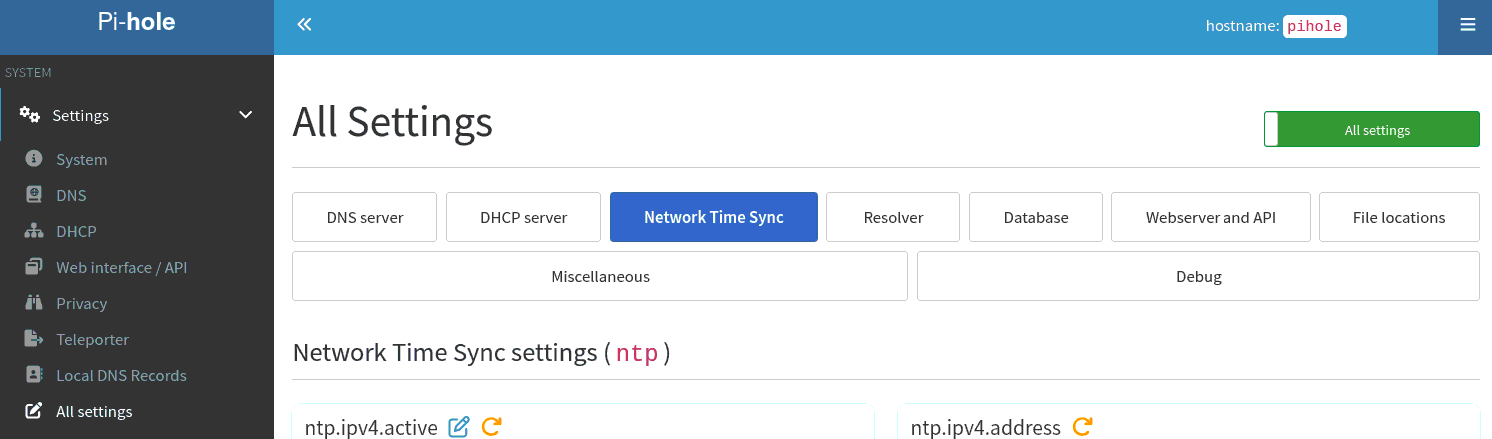 Pi-hole
hostname: pihole
SYSTEM
Settings
System
DNS
DHCP
Web interface / API
Privacy
Teleporter
Local DNS Records
All settings
All Settings
All settings
DNS server
DHCP server
Network Time Sync
Resolver
Database
Webserver and API
File locations
Miscellaneous
Debug
Network Time Sync settings (ntp)
ntp.ipv4.active
ntp.ipv4.address